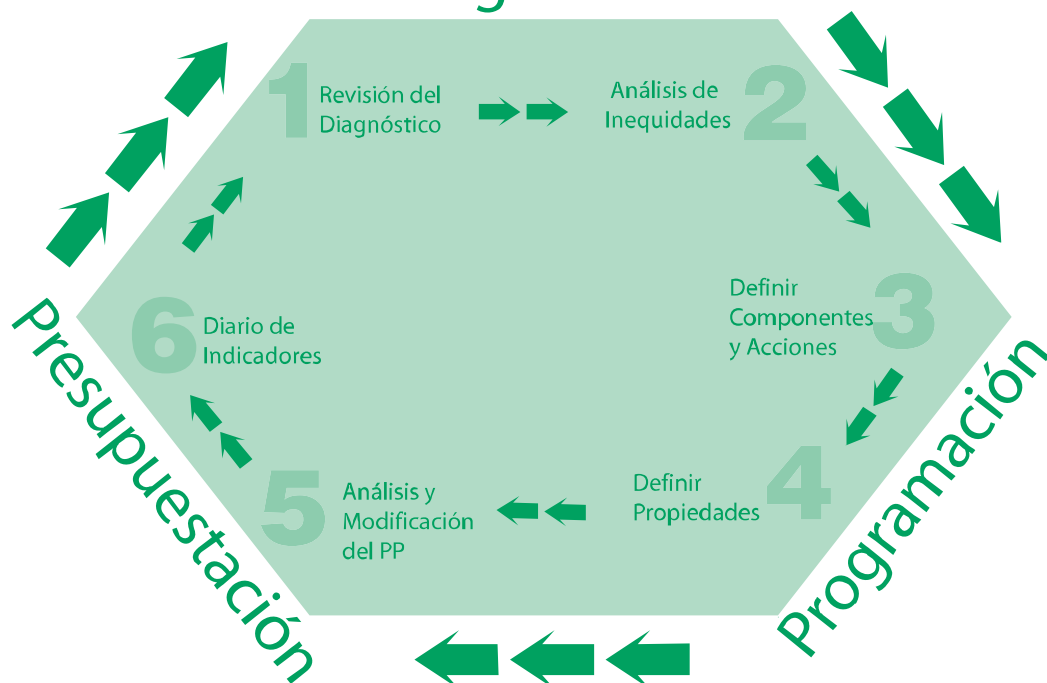 1
Revisión del
Diagnóstico
Análisis de
Inequidades
2
Definir
Componentes
y Acciones
3
Definir
Propiedades
4
5
Análisis y
Modificación
del PP
6
Diario de
Indicadores
Programación
Presupuestación